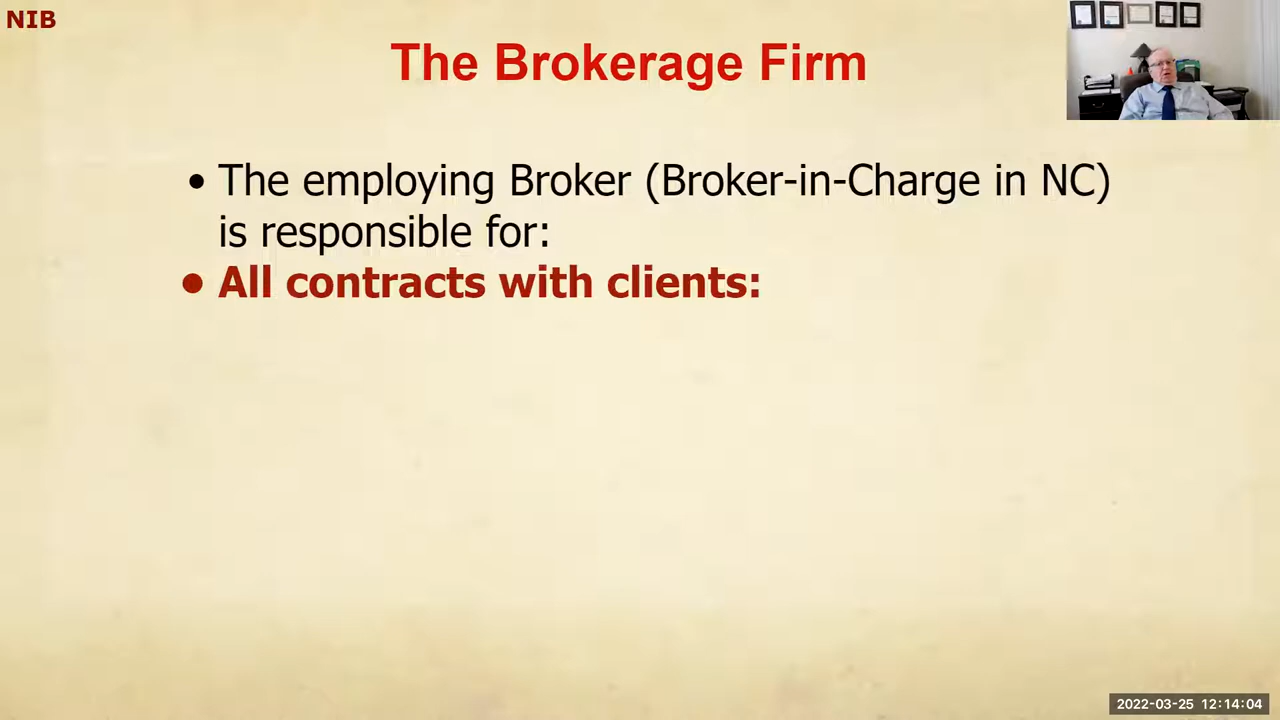 NIB
The Brokerage Firm
• The employing Broker (Broker-in-Charge in NC)
is responsible for:
• All contracts with clients:
2022-03-25 12:14:04